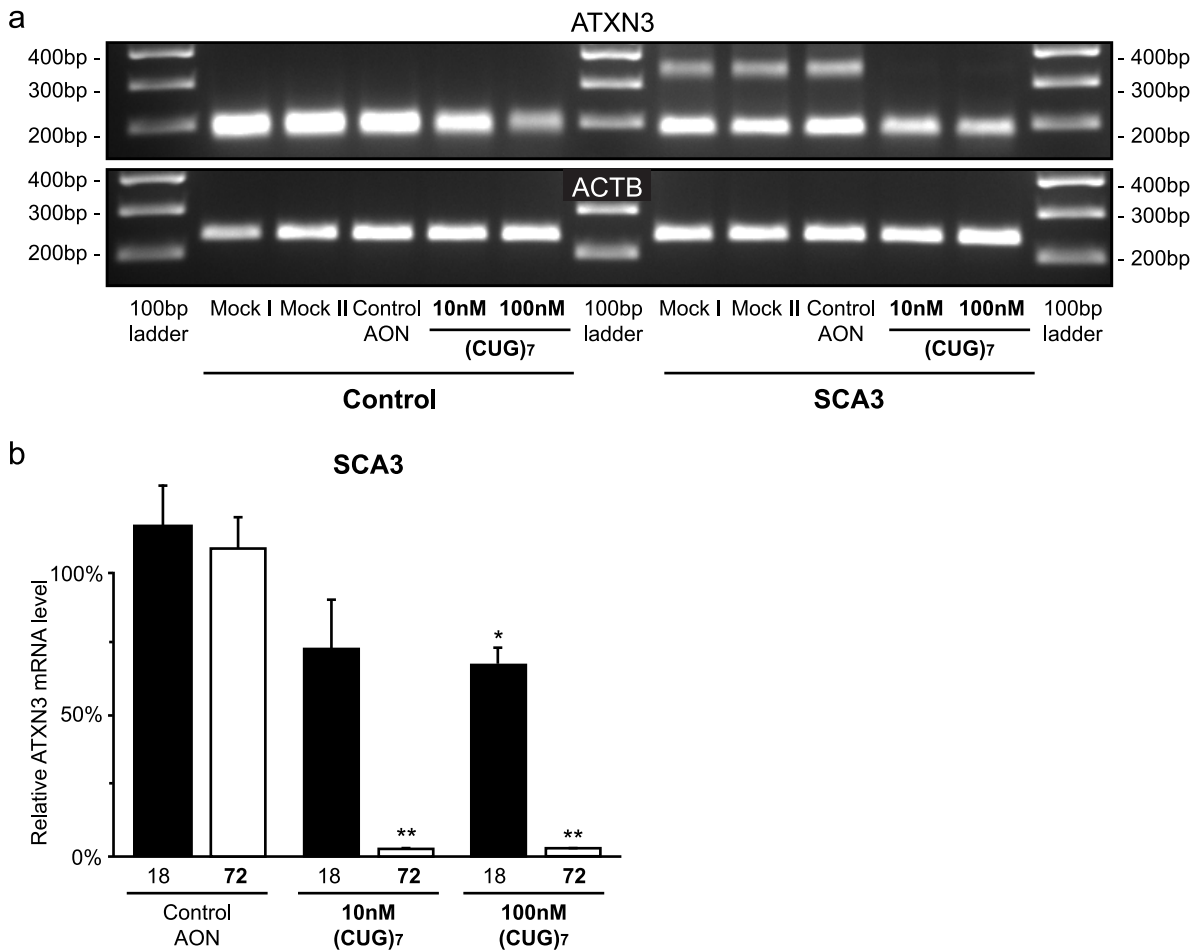 a
ATXN3
400bp - - 400bp
300bp - - 300bp
200bp - - 200bp
ACTB
400bp - - 400bp
300bp - - 300bp
200bp - - 200bp
100bp ladder Mock I Mock II Control AON 10nM 100nM 100bp ladder Mock I Mock II Control AON 10nM 100nM 100bp ladder
(CUG)7 (CUG)7
Control SCA3
b
SCA3
Relative ATXN3 mRNA level
100%
50%
0%
*
** **
18 72 18 72 18 72
Control AON 10nM (CUG)7 100nM (CUG)7